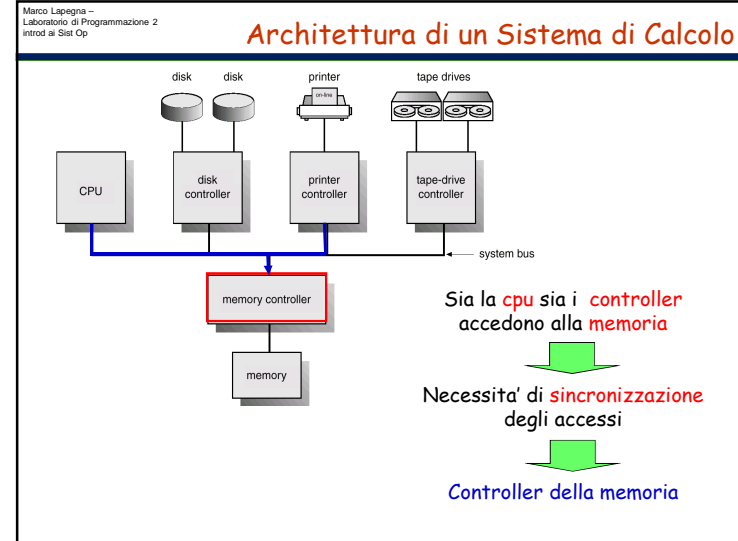 Marco Lapegna –
Laboratorio di Programmazione 2
introd ai Sist Op
Architettura di un Sistema di Calcolo
disk
disk
printer
tape drives
on-line
CPU
disk
controller
printer
controller
tape-drive
controller
system bus
memory controller
memory
Sia la cpu sia i controller
accedono alla memoria
Necessita' di sincronizzazione
degli accessi
Controller della memoria